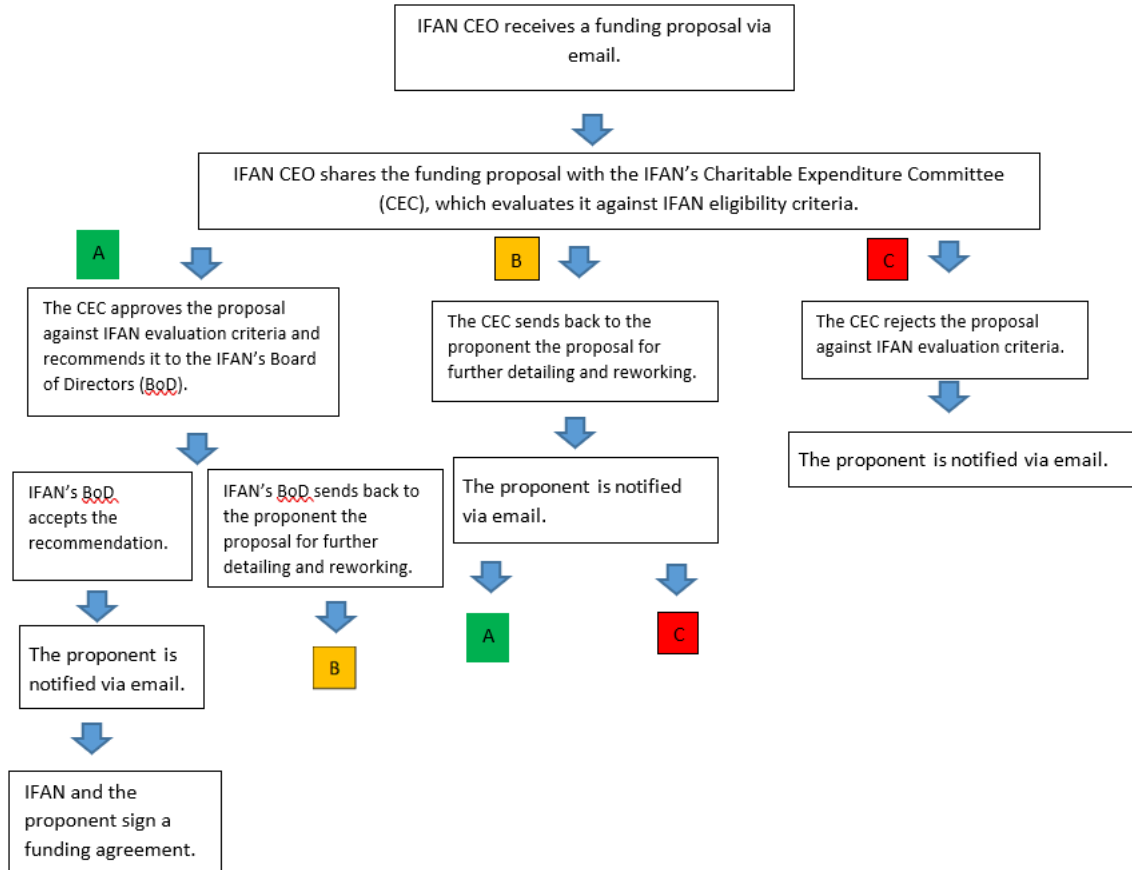 IFAN CEO receives a funding proposal via
email.
IFAN CEO shares the funding proposal with the IFAN's Charitable Expenditure Committee
(CEC), which evaluates it against IFAN eligibility criteria.
A
The CEC approves the proposal
against IFAN evaluation criteria and
recommends it to the IFAN's Board
of Directors (BoD).
IFAN's BoD
accepts the
recommendation.
The proponent is
notified via email.
IFAN and the
proponent sign a
funding agreement.
IFAN's BoD sends back to
the proponent the
proposal for further
detailing and reworking.
B
B
The CEC sends back to the
proponent the proposal for
further detailing and reworking.
The proponent is notified
via email.
A
C
C
The CEC rejects the proposal
against IFAN evaluation criteria.
The proponent is notified via email.